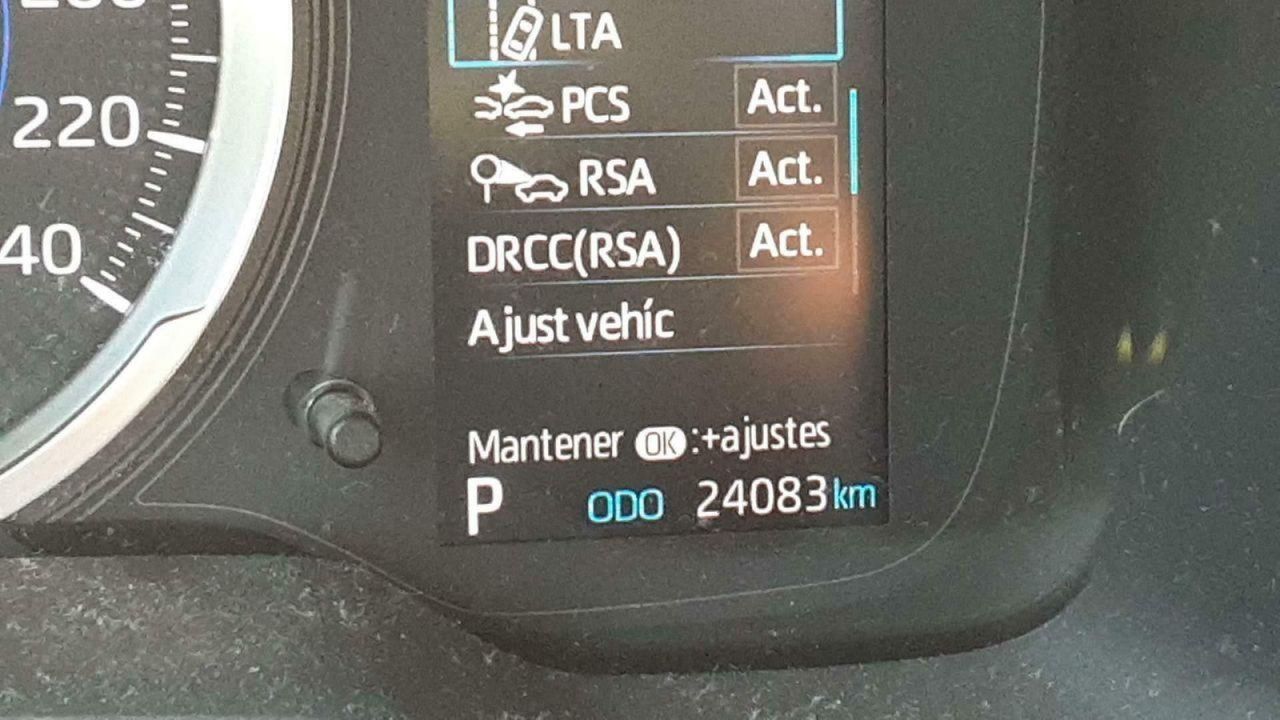 LTA
PCS Act.
RSA Act.
DRCC(RSA) Act.
Ajust vehíc
Mantener OK:+ajustes
P ODO 24083 km
220
40